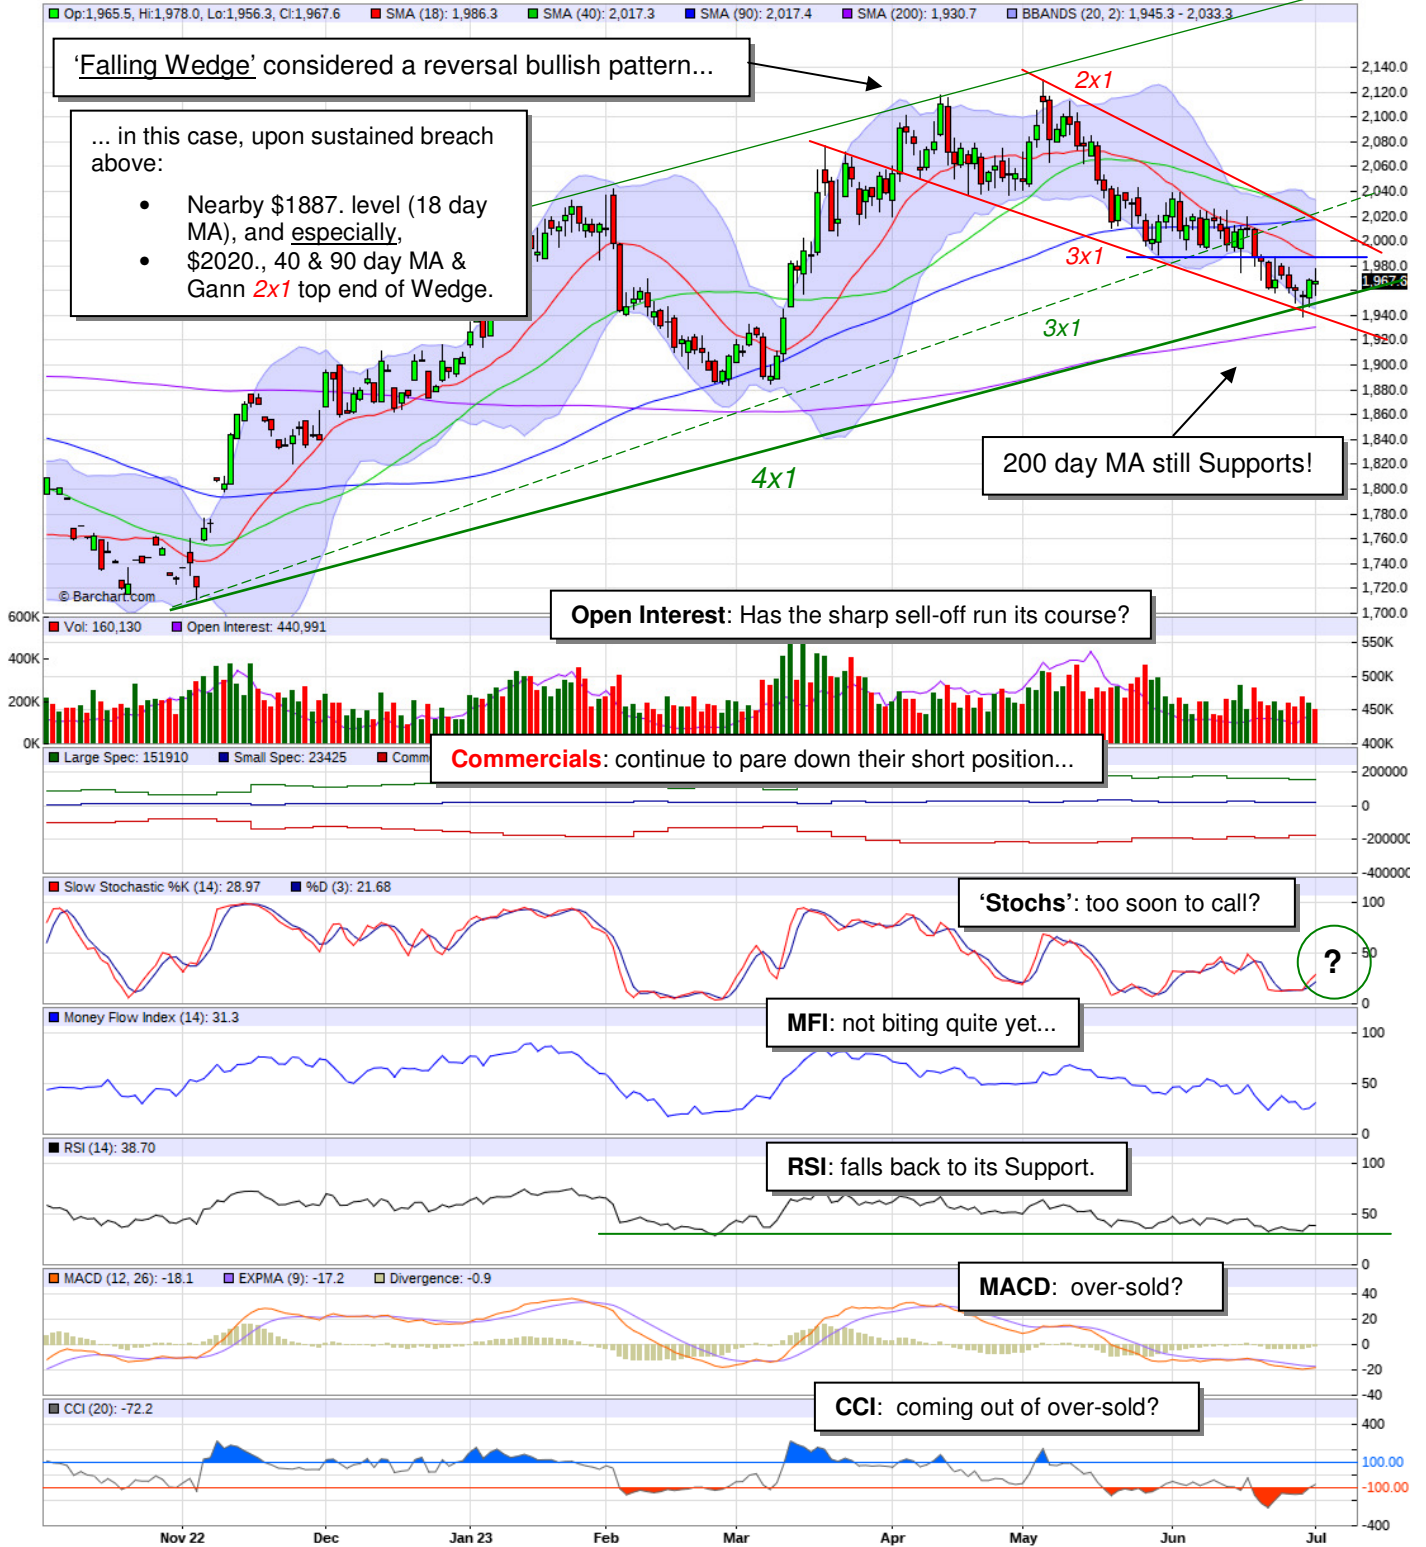 Op:1,965.5, Hi:1,978.0, Lo:1,956.3, Cl:1,967.6 SMA (18): 1,986.3 SMA (40): 2,017.3 SMA (90): 2,017.4 SMA (200): 1,930.7 BBANDS (20, 2): 1,945.3 - 2,033.3
‘Falling Wedge’ considered a reversal bullish pattern...
... in this case, upon sustained breach
above:
• Nearby $1887. level (18 day
MA), and especially,
• $2020., 40 & 90 day MA &
Gann 2x1 top end of Wedge.
2x1
3x1
3x1
4x1
200 day MA still Supports!
2,140.0
2,120.0
2,100.0
2,080.0
2,060.0
2,040.0
2,020.0
2,000.0
1,980.0
1,967.6
1,940.0
1,920.0
1,900.0
1,880.0
1,860.0
1,840.0
1,820.0
1,800.0
1,780.0
1,760.0
1,740.0
1,720.0
1,700.0
© Barchart.com
Open Interest: Has the sharp sell-off run its course?
Vol: 160,130 Open Interest: 440,991
600K
400K
200K
0K
550K
500K
450K
400K
Commercials: continue to pare down their short position...
Large Spec: 151910 Small Spec: 23425 Comm
200000
0
-200000
-400000
Slow Stochastic %K (14): 28.97 %D (3): 21.68
‘Stochs’: too soon to call?
?
100
50
0
Money Flow Index (14): 31.3
MFI: not biting quite yet...
100
50
0
RSI (14): 38.70
RSI: falls back to its Support.
100
50
0
MACD (12, 26): -18.1 EXPMA (9): -17.2 Divergence: -0.9
MACD: over-sold?
40
20
0
-20
-40
CCI (20): -72.2
CCI: coming out of over-sold?
400
100.00
-100.00
-400
Nov 22 Dec Jan 23 Feb Mar Apr May Jun Jul